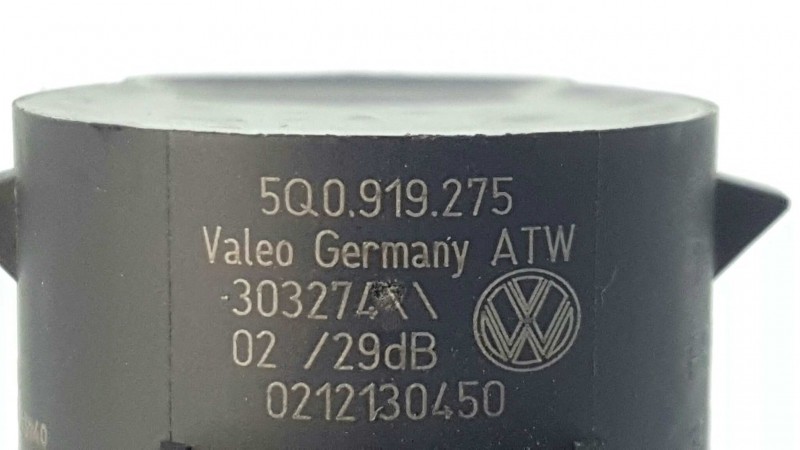 5Q0.919.275
Valeo Germany ATW
303274\\
02 /29dB
0212130450